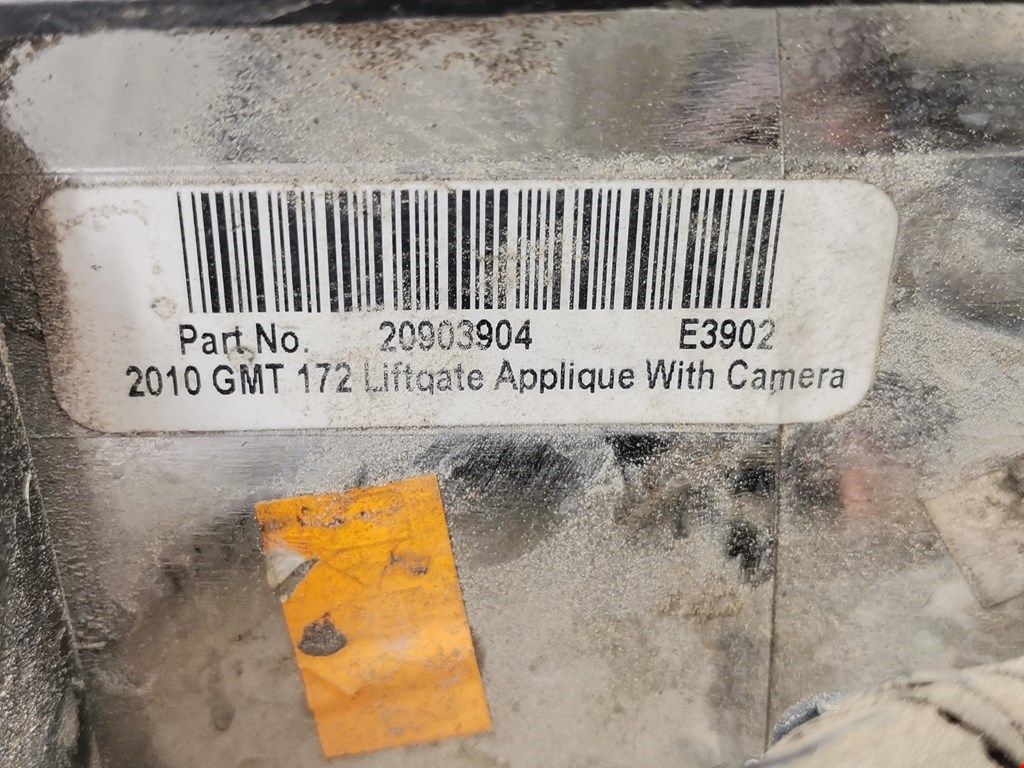 Part No. 20903904 E3902
2010 GMT 172 Liftgate Applique With Camera